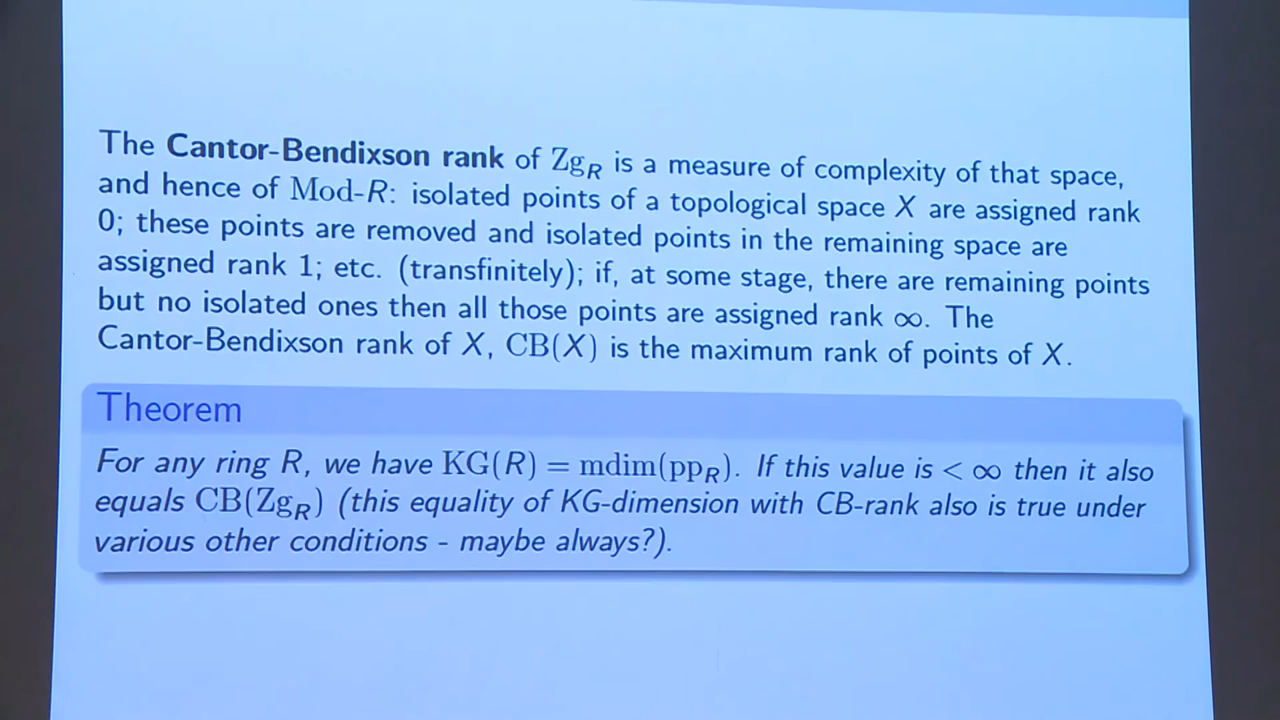 The Cantor-Bendixson rank of Zg_R is a measure of complexity of that space,
and hence of Mod-R: isolated points of a topological space X are assigned rank
0; these points are removed and isolated points in the remaining space are
assigned rank 1; etc. (transfinitely); if, at some stage, there are remaining points
but no isolated ones then all those points are assigned rank ∞. The
Cantor-Bendixson rank of X, CB(X) is the maximum rank of points of X.
Theorem
For any ring R, we have KG(R) = mdim(pp_R). If this value is < ∞ then it also
equals CB(Zg_R) (this equality of KG-dimension with CB-rank also is true under
various other conditions - maybe always?).